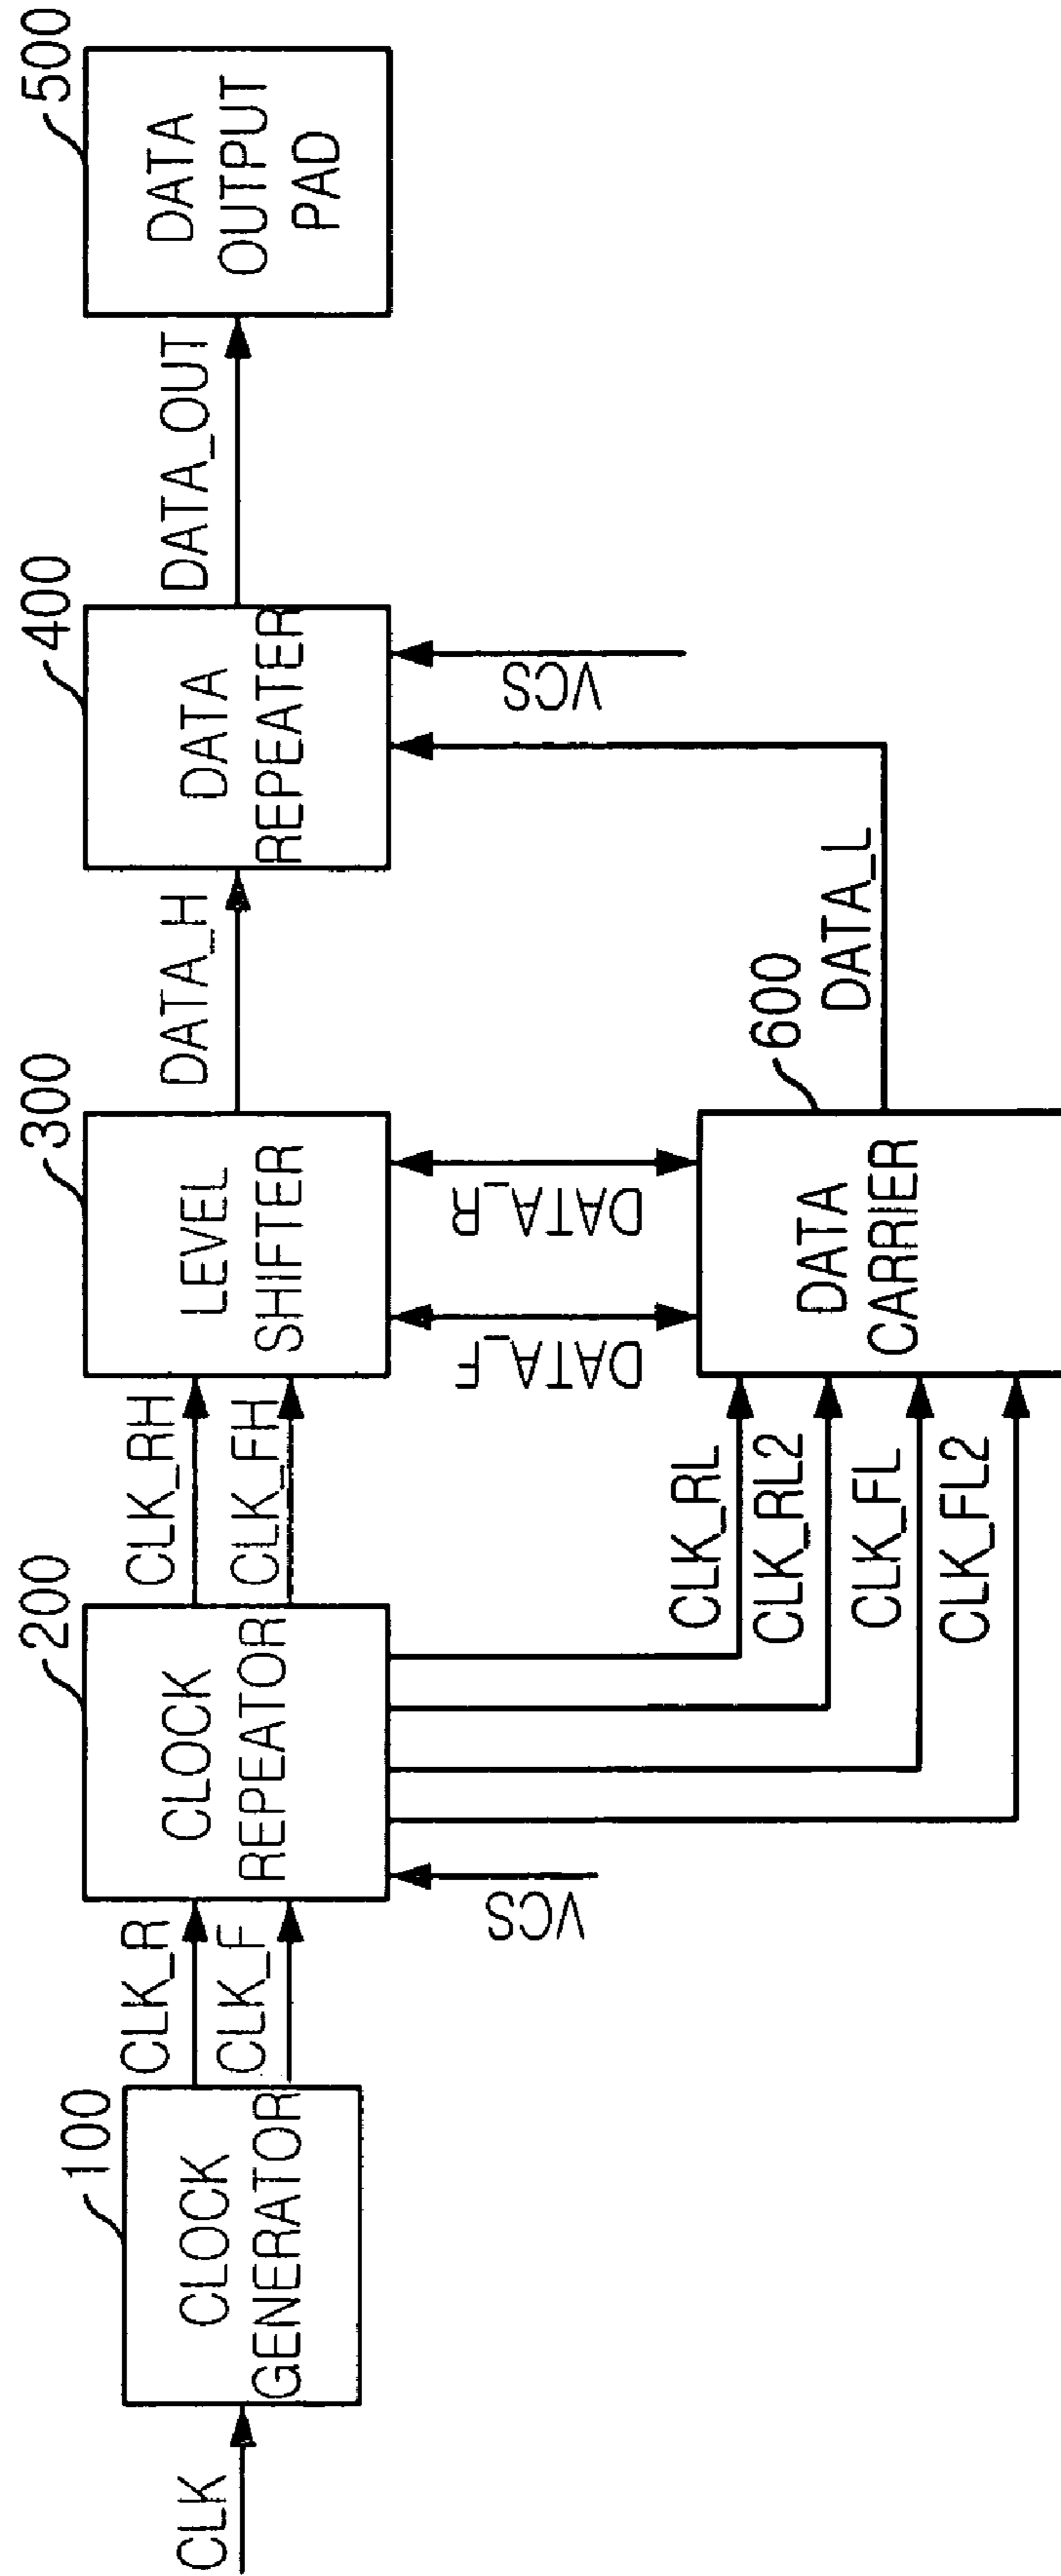 CLK
100
CLOCK
GENERATOR
CLK_R
CLK_F
200
CLOCK
REPEATOR
VCS
CLK_RH
CLK_FH
CLK_RL
CLK_RL2
CLK_FL
CLK_FL2
300
LEVEL
SHIFTER
DATA_F
DATA_R
600
DATA
CARRIER
DATA_H
DATA_L
400
DATA
REPEATER
VCS
DATA_OUT
500
DATA
OUTPUT
PAD